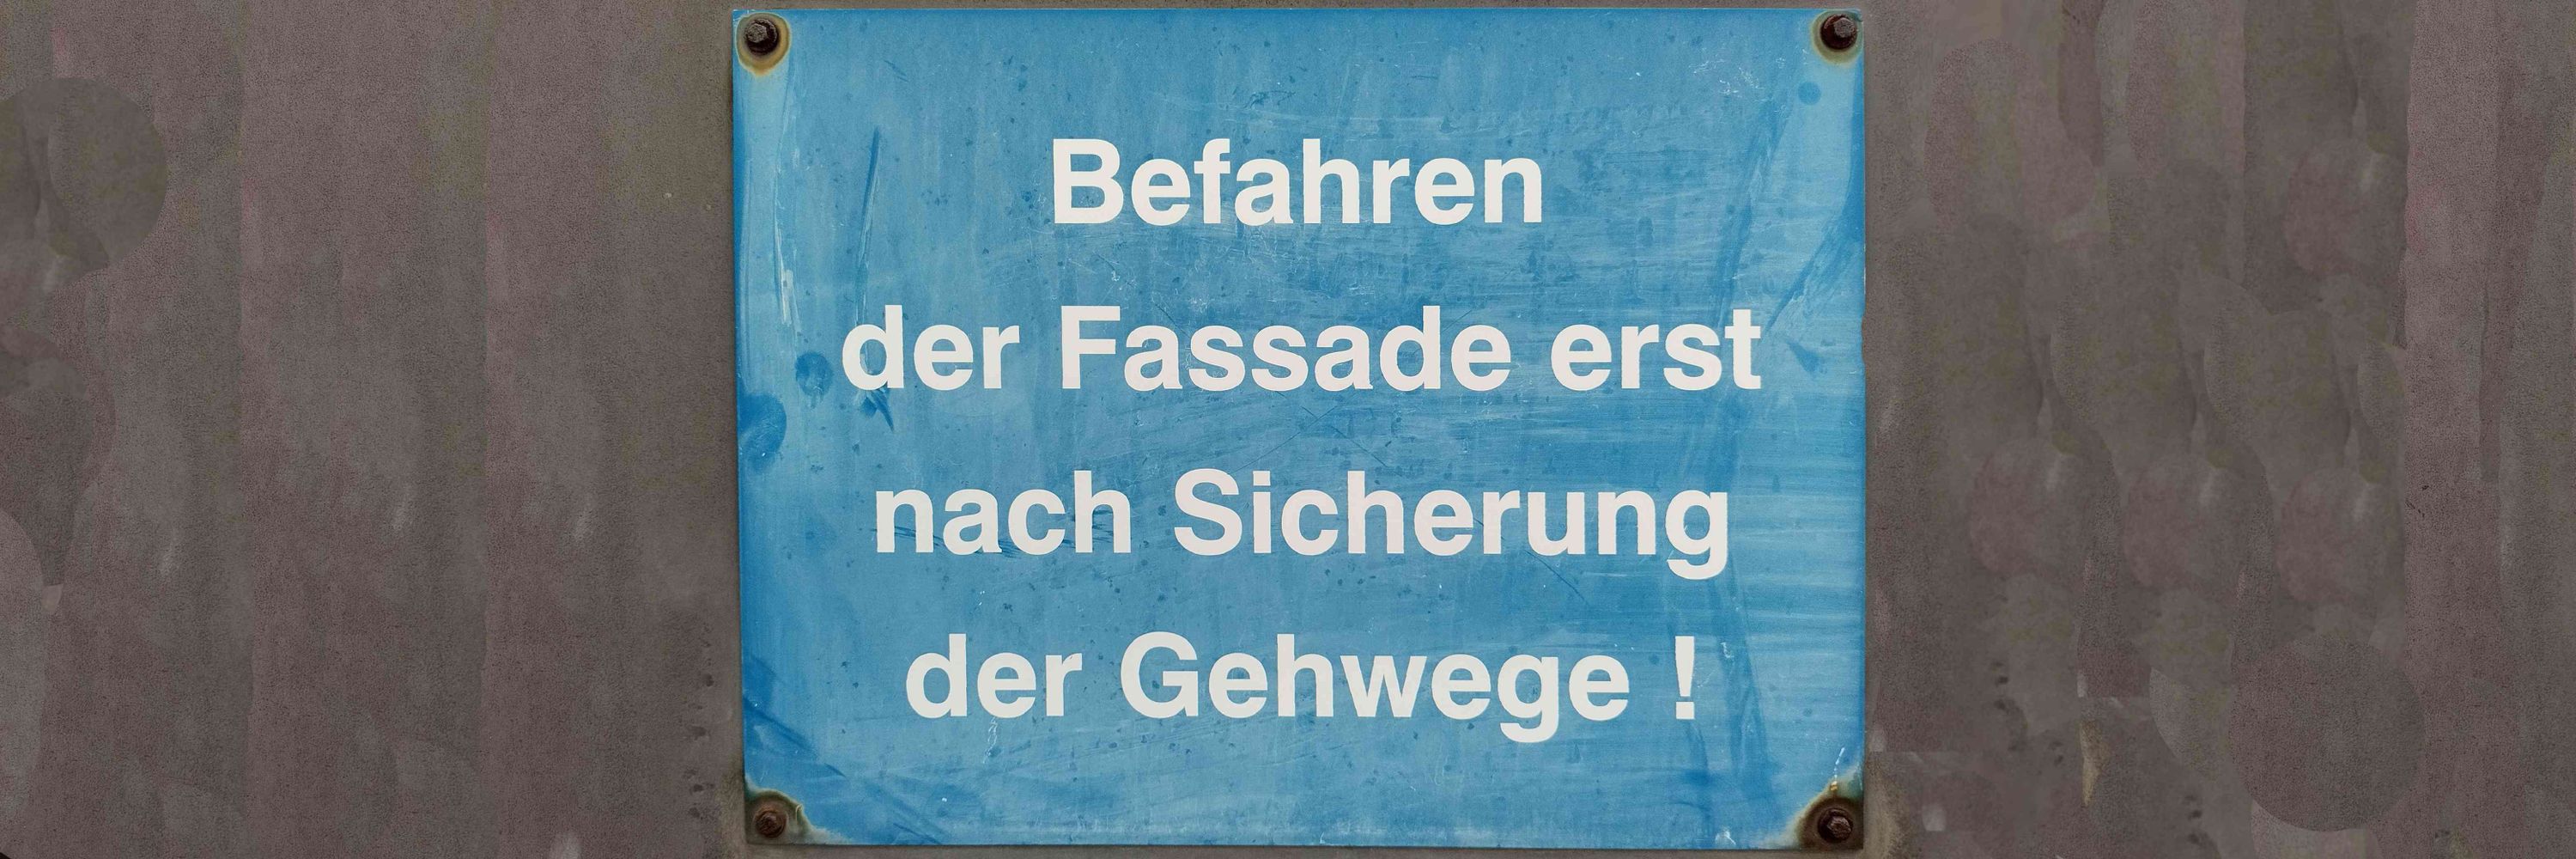 Befahren
der Fassade erst
nach Sicherung
der Gehwege !